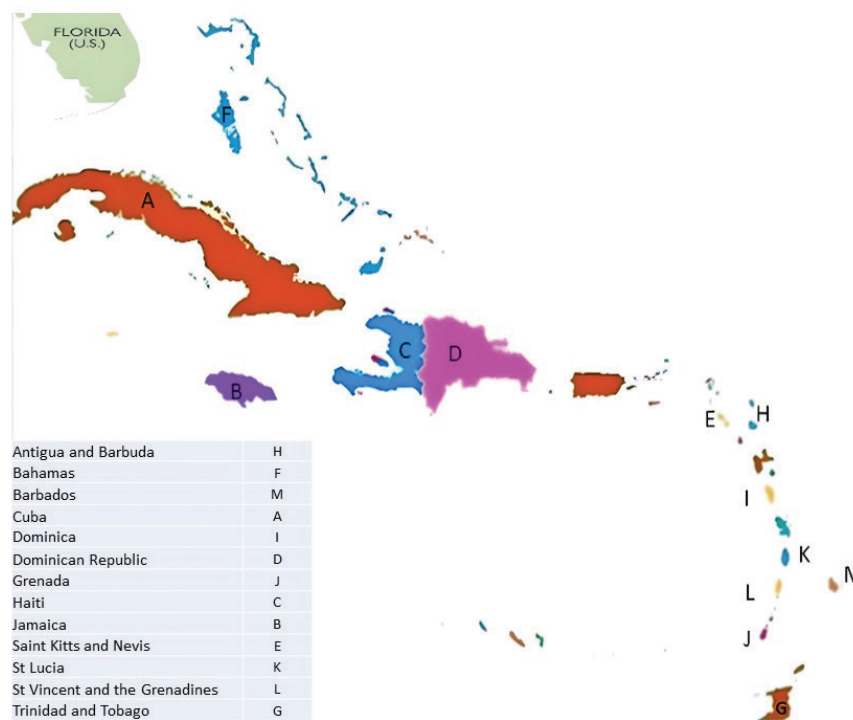 FLORIDA
(U.S.)
F
A
C
D
B
E
H
I
K
L
J
G
Antigua and Barbuda H
Bahamas F
Barbados M
Cuba A
Dominica I
Dominican Republic D
Grenada J
Haiti C
Jamaica B
Saint Kitts and Nevis E
St Lucia K
St Vincent and the Grenadines L
Trinidad and Tobago G